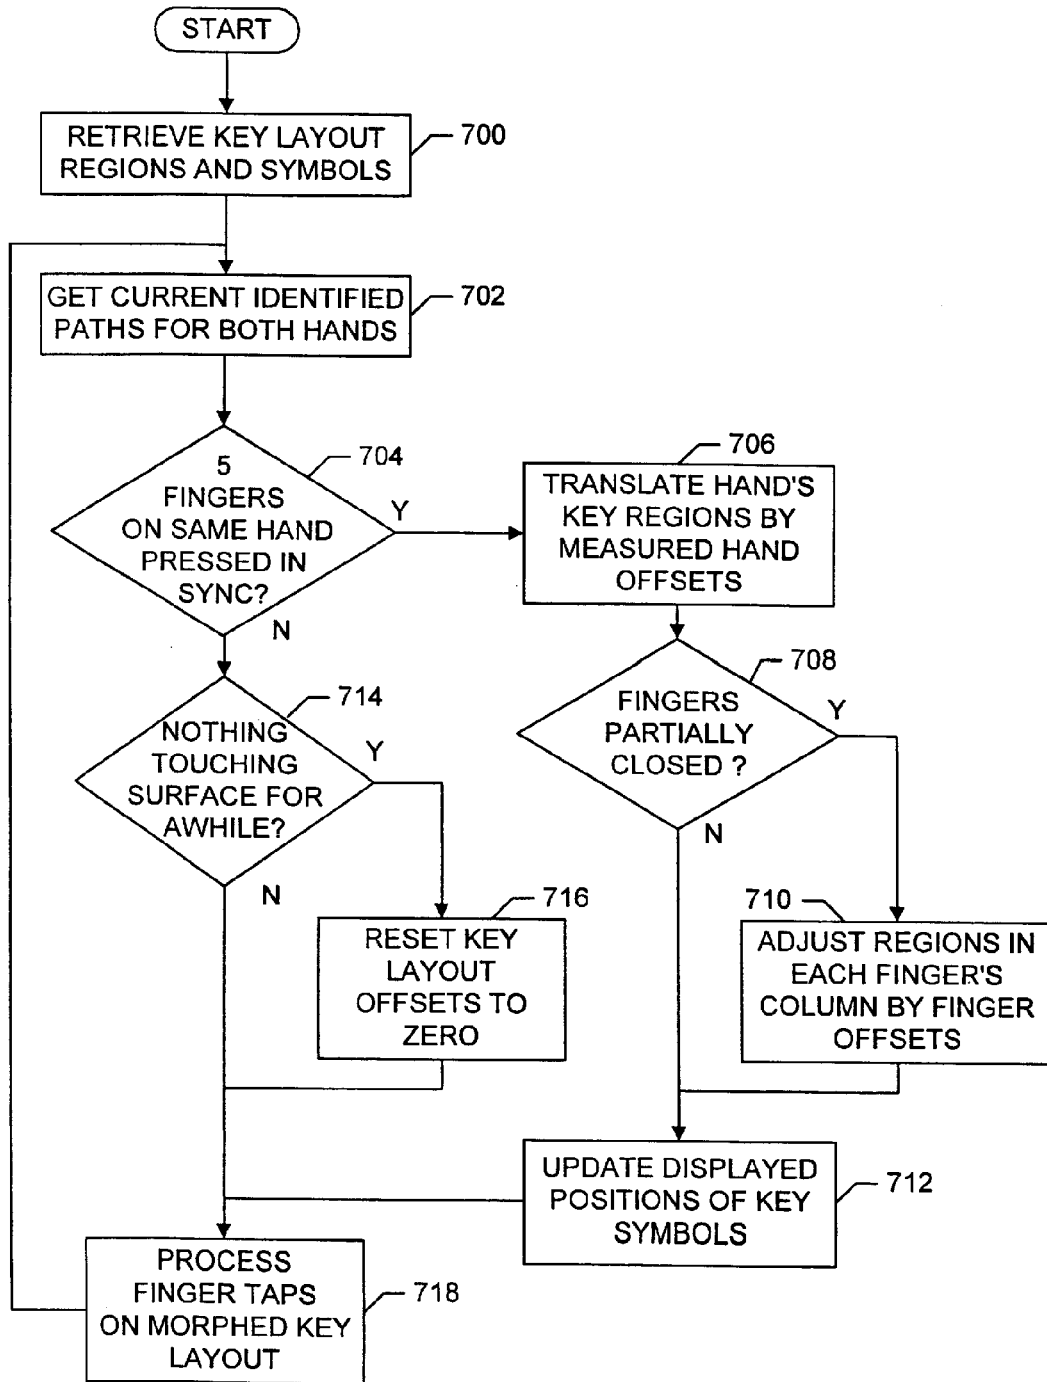 START
RETRIEVE KEY LAYOUT
REGIONS AND SYMBOLS
700
GET CURRENT IDENTIFIED
PATHS FOR BOTH HANDS
702
5
FINGERS
ON SAME HAND
PRESSED IN
SYNC?
704
Y
N
706
TRANSLATE HAND'S
KEY REGIONS BY
MEASURED HAND
OFFSETS
708
FINGERS
PARTIALLY
CLOSED ?
Y
N
714
NOTHING
TOUCHING
SURFACE FOR
AWHILE?
Y
N
716
RESET KEY
LAYOUT
OFFSETS TO
ZERO
710
ADJUST REGIONS IN
EACH FINGER'S
COLUMN BY FINGER
OFFSETS
UPDATE DISPLAYED
POSITIONS OF KEY
SYMBOLS
712
PROCESS
FINGER TAPS
ON MORPHED KEY
LAYOUT
718